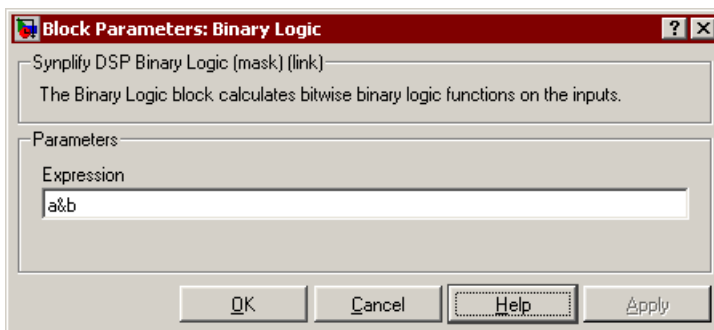 Block Parameters: Binary Logic
Synplify DSP Binary Logic (mask) (link)
The Binary Logic block calculates bitwise binary logic functions on the inputs.
Parameters
Expression
a&b
OK Cancel Help Apply